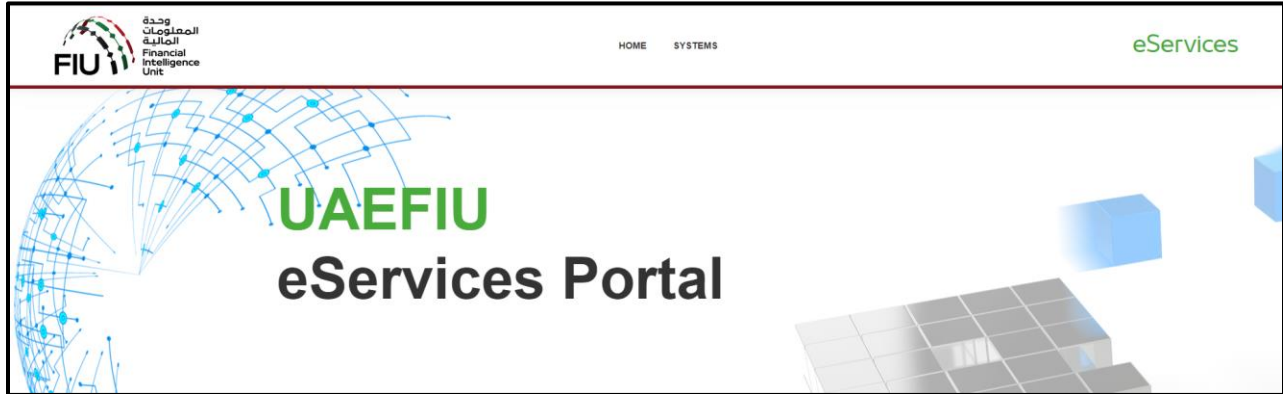 وحدة
المعلومات
المالية
Financial
Intelligence
Unit
FIU
HOME SYSTEMS
eServices
UAEFIU
eServices Portal